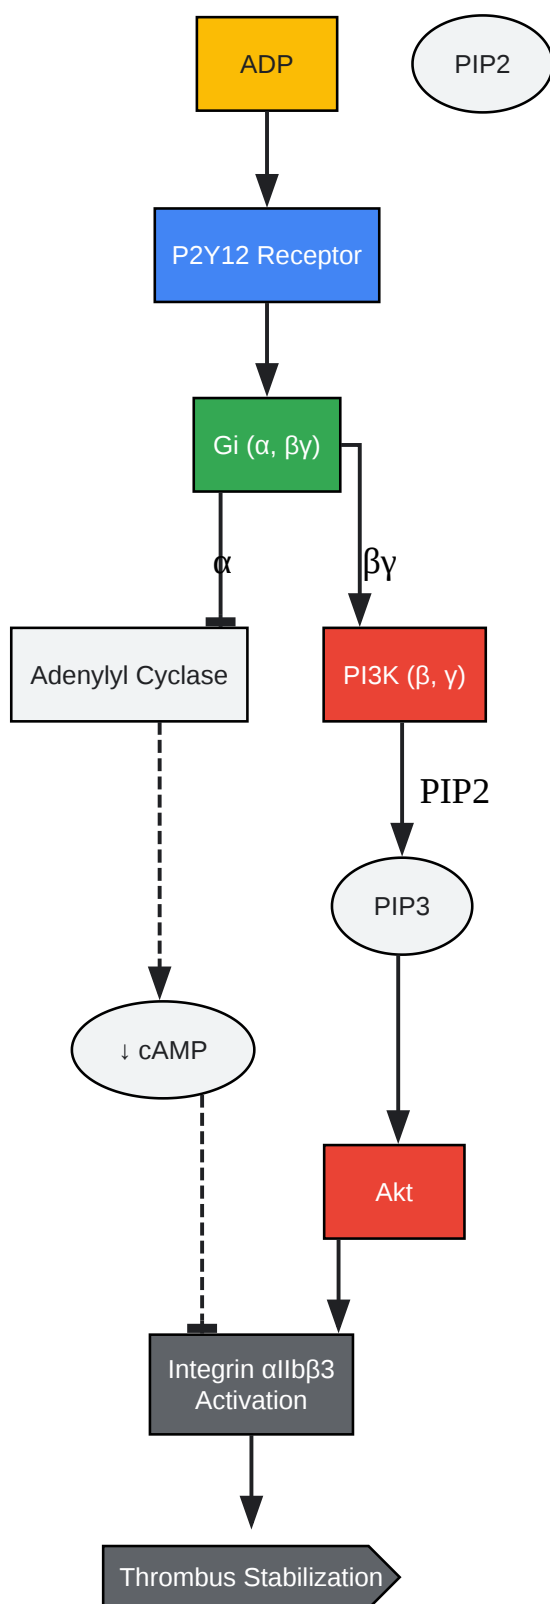 ADP
PIP2
P2Y12 Receptor
Gi (α, βγ)
α
βγ
Adenylyl Cyclase
PI3K (β, γ)
PIP2
PIP3
↓ cAMP
Akt
Integrin αIIbβ3
Activation
Thrombus Stabilization